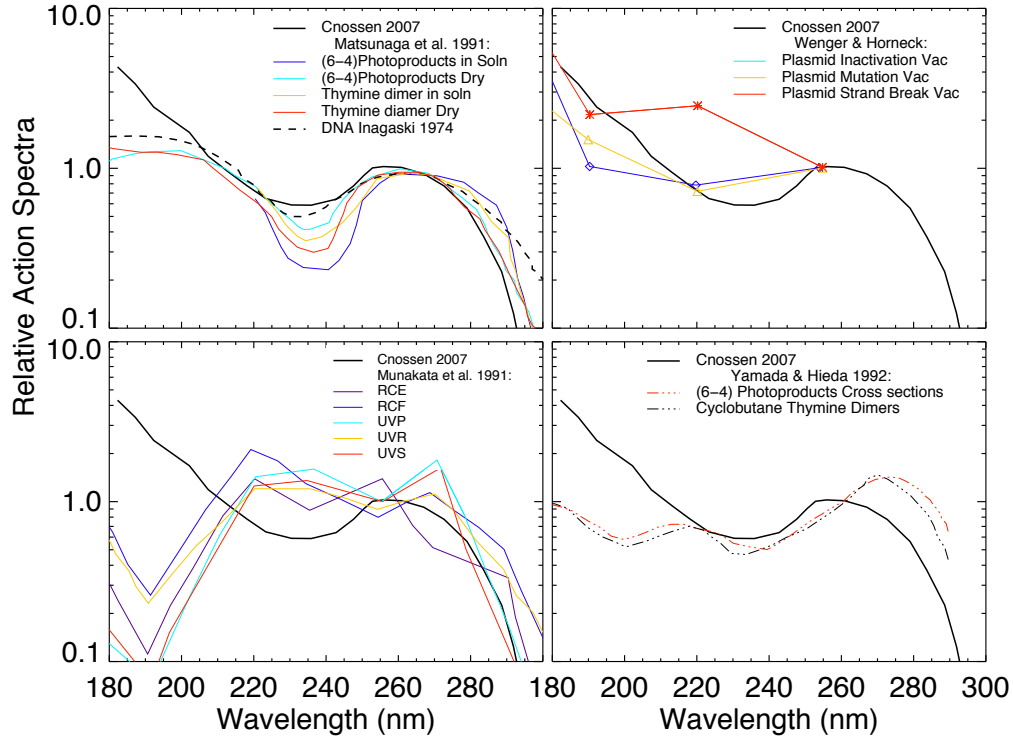 Relative Action Spectra
10.0
1.0
0.1
Cnossen 2007
Matsunaga et al. 1991:
(6−4)Photoproducts in Soln
(6−4)Photoproducts Dry
Thymine dimer in soln
Thymine diamer Dry
DNA Inagaski 1974
Cnossen 2007
Wenger & Horneck:
Plasmid Inactivation Vac
Plasmid Mutation Vac
Plasmid Strand Break Vac
10.0
1.0
0.1
Cnossen 2007
Munakata et al. 1991:
RCE
RCF
UVP
UVR
UVS
180 200 220 240 260 280
Wavelength (nm)
Cnossen 2007
Yamada & Hieda 1992:
(6−4) Photoproducts Cross sections
Cyclobutane Thymine Dimers
180 200 220 240 260 280 300
Wavelength (nm)